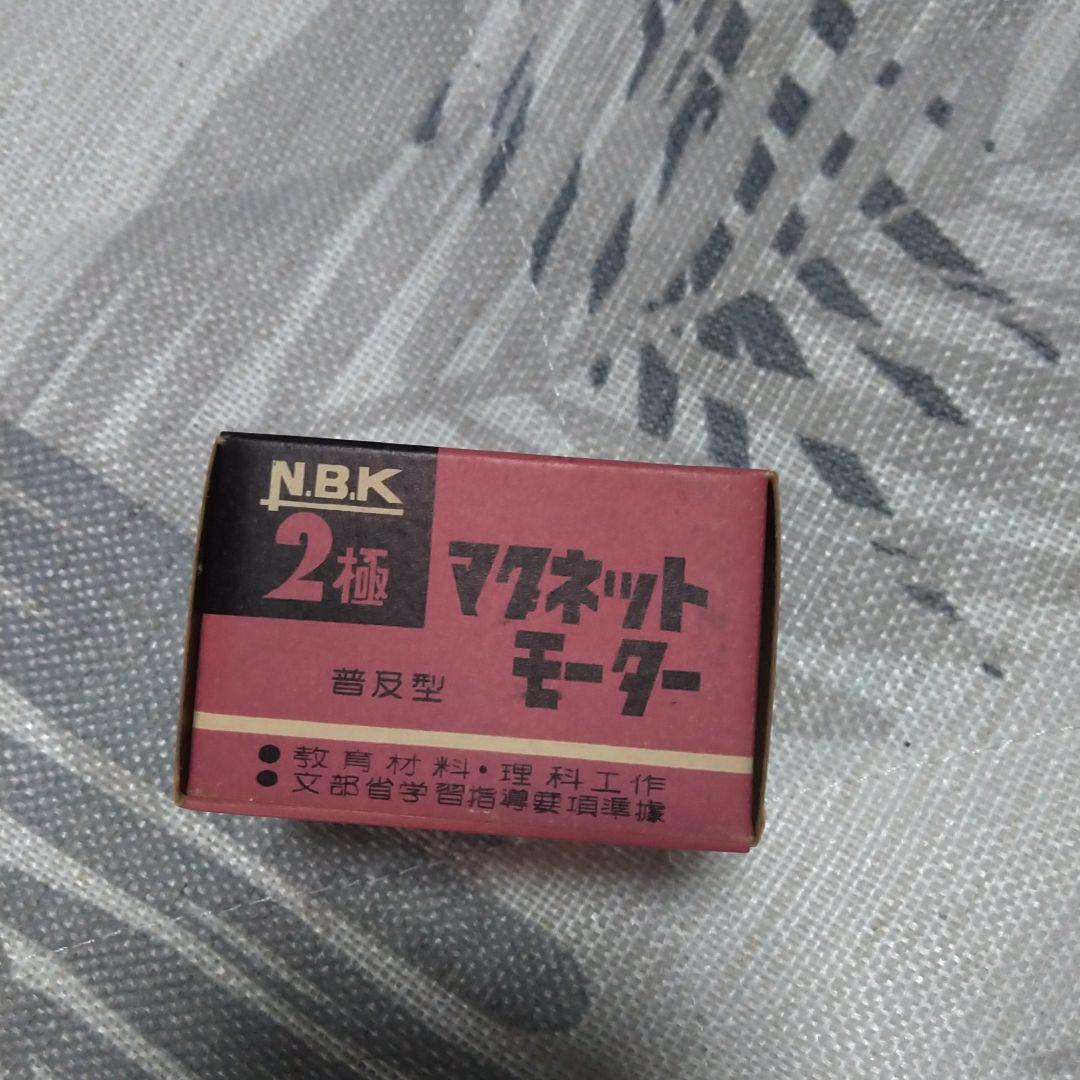 N.B.K
2極
マグネット
モーター
普及型
●教育材料・理科工作
●文部省学習指導要項準據